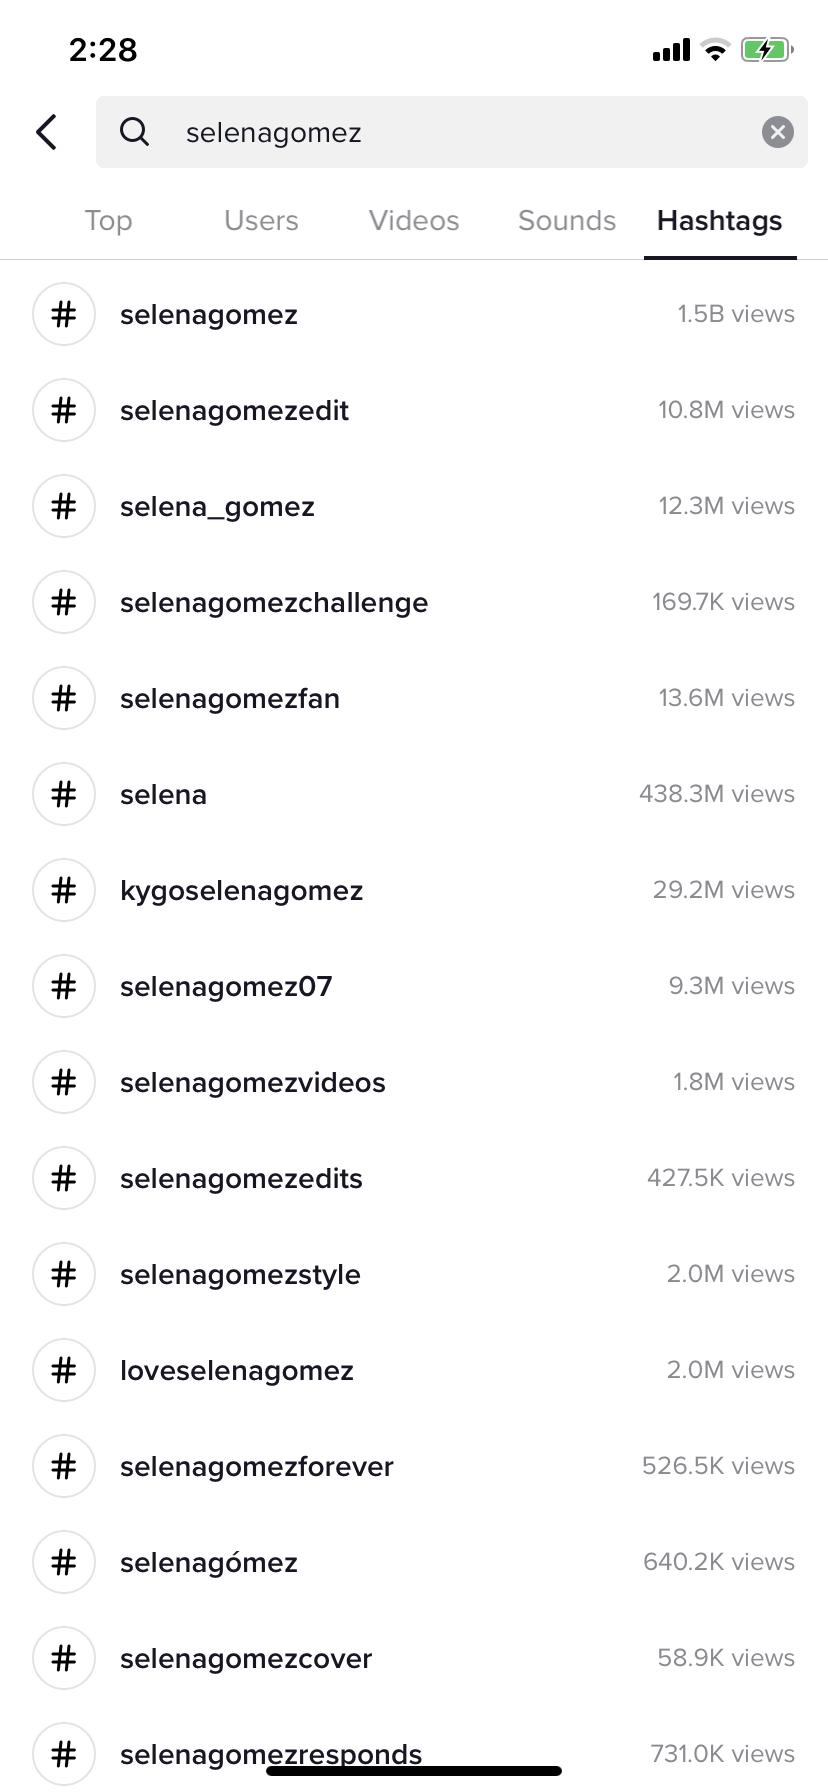 2:28
selenagomez
Top Users Videos Sounds Hashtags
# selenagomez 1.5B views
# selenagomezedit 10.8M views
# selena_gomez 12.3M views
# selenagomezchallenge 169.7K views
# selenagomezfan 13.6M views
# selena 438.3M views
# kygoselenagomez 29.2M views
# selenagomez07 9.3M views
# selenagomezvideos 1.8M views
# selenagomezedits 427.5K views
# selenagomezstyle 2.0M views
# loveselenagomez 2.0M views
# selenagomezforever 526.5K views
# selenagómez 640.2K views
# selenagomezcover 58.9K views
# selenagomezresponds 731.0K views